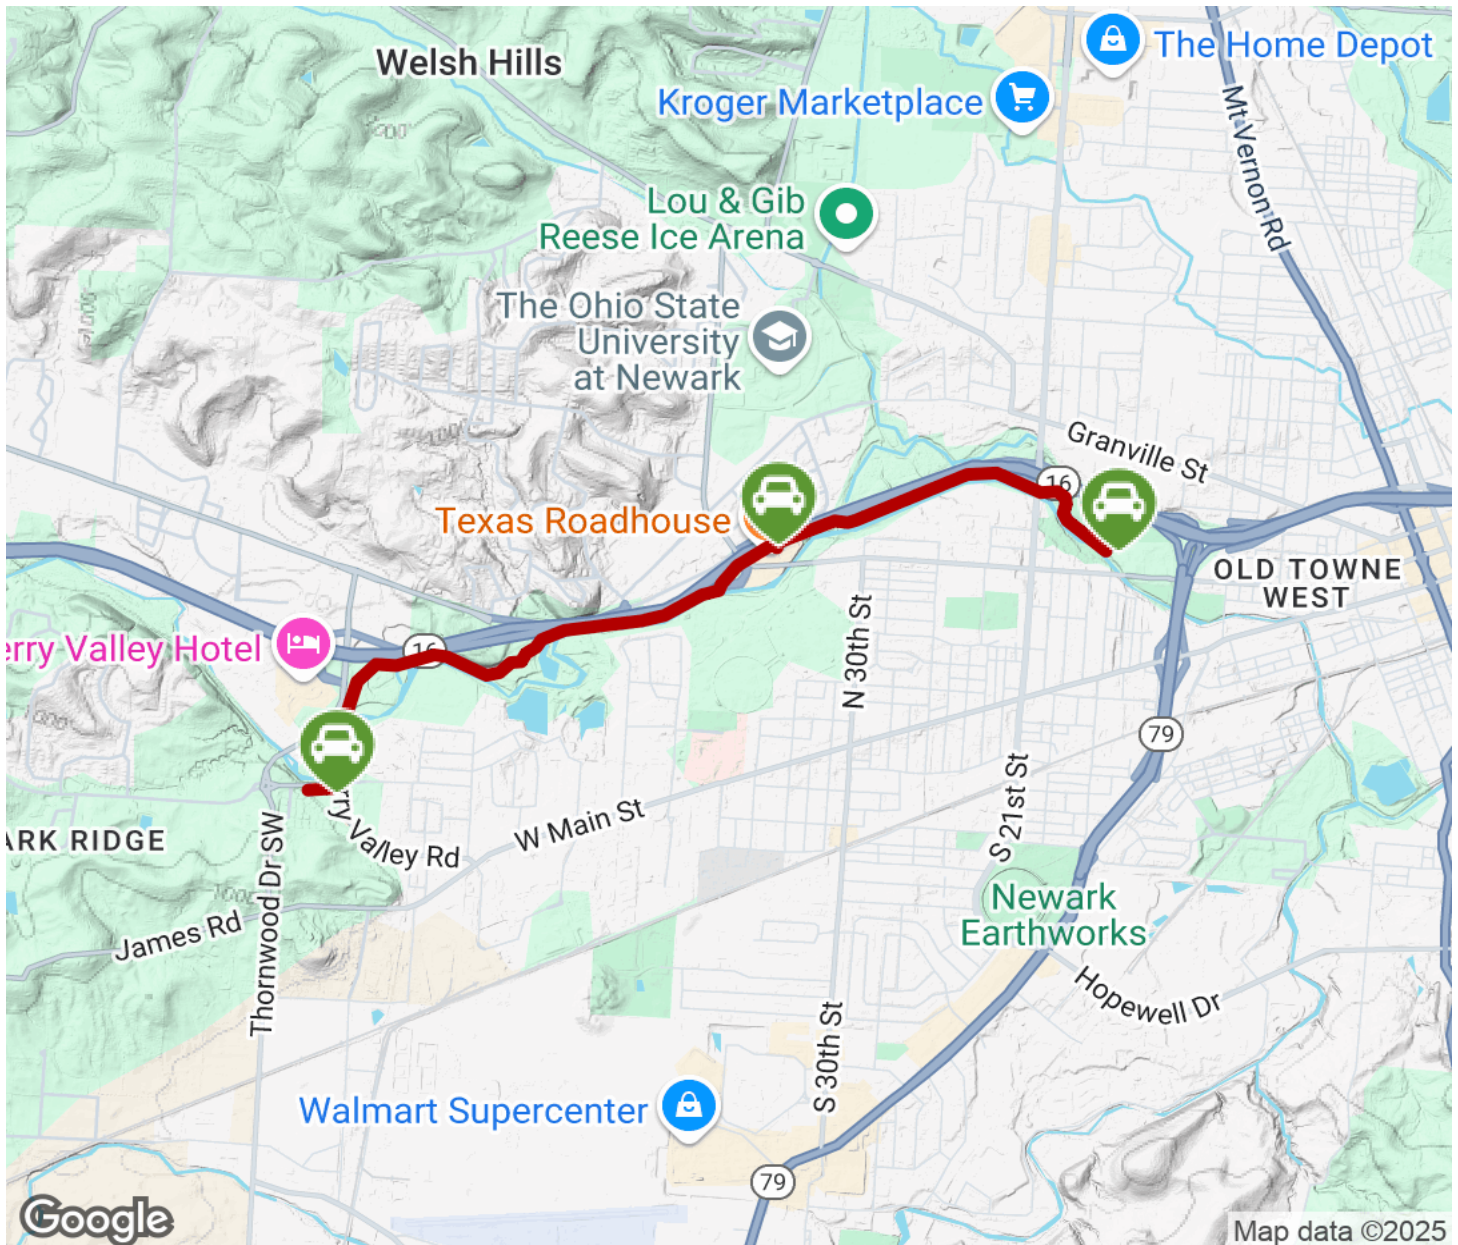 Welsh Hills
The Home Depot
Kroger Marketplace
Mt Vernon Rd
Lou & Gib
Reese Ice Arena
The Ohio State
University
at Newark
Granville St
16
Texas Roadhouse
OLD TOWNE
WEST
erry Valley Hotel
16
N 30th St
79
S 21st St
rry Valley Rd
W Main St
ARK RIDGE
Thornwood Dr SW
James Rd
Newark
Earthworks
Hopewell Dr
S 30th St
Walmart Supercenter
79
Google
Map data ©2025